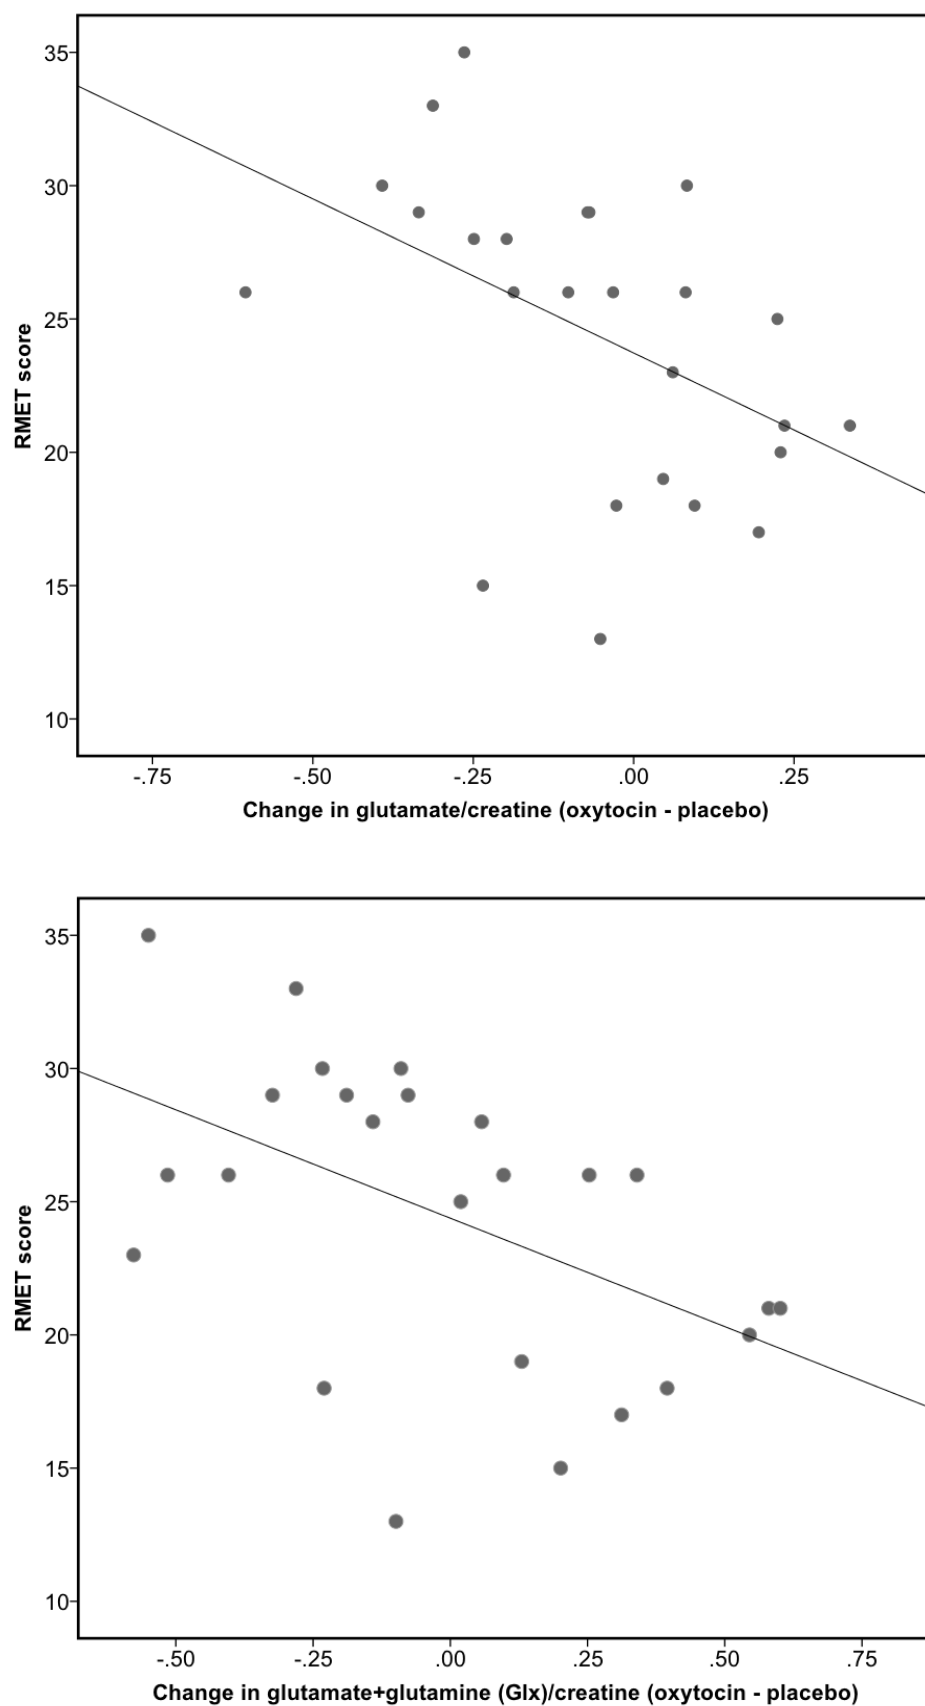 35
30
25
20
15
10
RMET score
-.75 -.50 -.25 .00 .25
Change in glutamate/creatine (oxytocin - placebo)
35
30
25
20
15
10
RMET score
-.50 -.25 .00 .25 .50 .75
Change in glutamate+glutamine (Glx)/creatine (oxytocin - placebo)